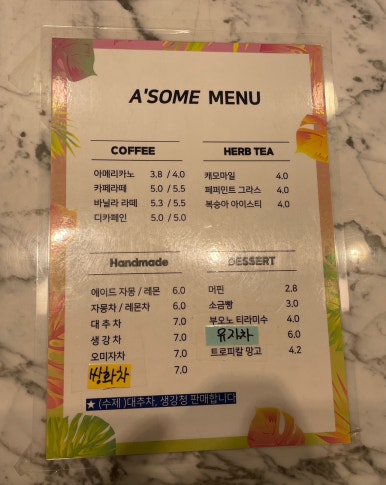 A'SOME MENU
COFFEE
아메리카노 3.8 / 4.0
카페라떼 5.0 / 5.5
바닐라 라떼 5.3 / 5.5
디카페인 5.0 / 5.0
HERB TEA
캐모마일 4.0
페퍼민트 그라스 4.0
복숭아 아이스티 4.0
Handmade
에이드 자몽 / 레몬 6.0
자몽차 / 레몬차 6.0
대 추 차 7.0
생 강 차 7.0
오미자차 7.0
쌍화차 7.0
DESSERT
머핀 2.8
소금빵 3.0
부오노 티라미수 4.0
유자차 6.0
트로피칼 망고 4.2
★ (수제 )대추차, 생강청 판매합니다